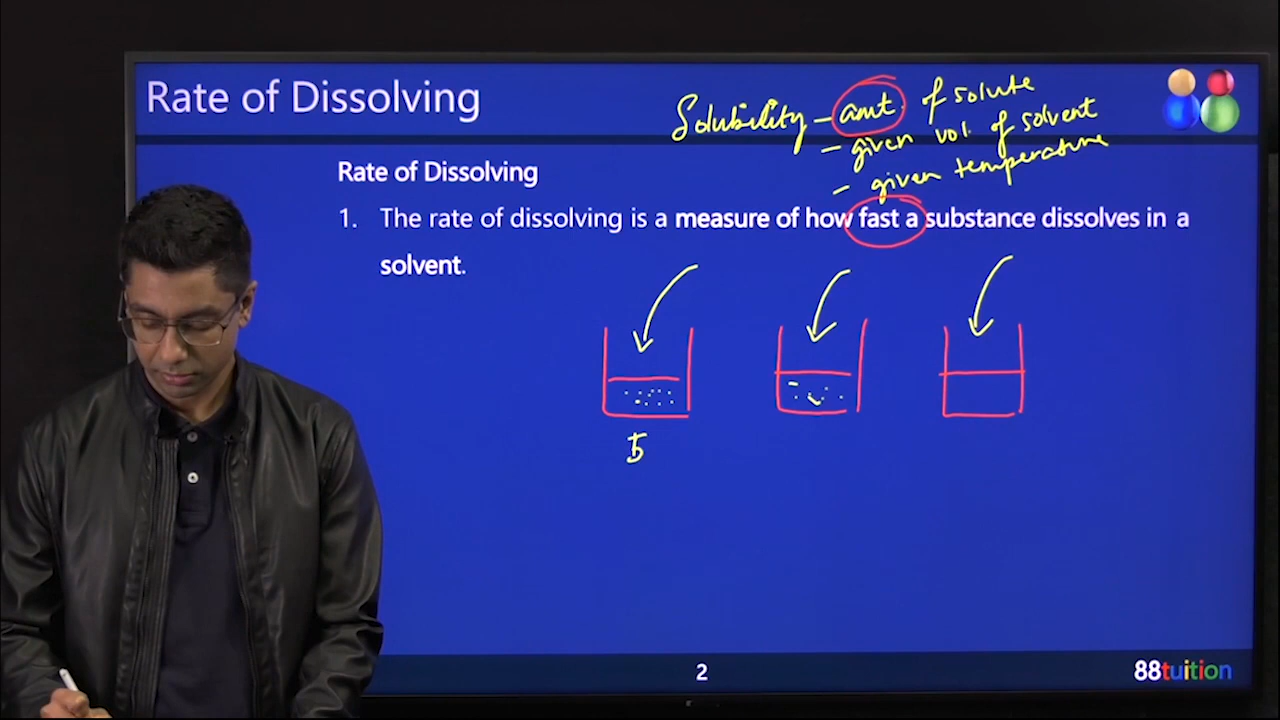 Rate of Dissolving
Solubility – amt. of solute
– given vol. of solvent
– given temperature
Rate of Dissolving
1. The rate of dissolving is a measure of how fast a substance dissolves in a
solvent.
5
2
88tuition